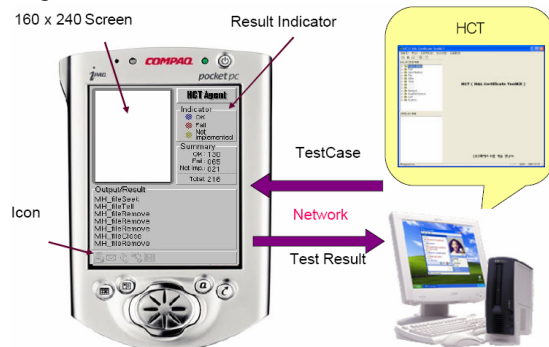 160 x 240 Screen
Result Indicator
HCT
COMPAQ
iPAQ
pocket pc
HCT Agent
Indicator
OK
Fail
Not
Implemented
Summary
OK : 130
Fail : 065
Not Imp.: 021
Total: 216
Output/Result
MH_fileSeek
MH_fileTell
MH_fileRemove
MH_fileRemove
MH_fileRemove
MH_fileClose
MH_fileRemove
HCT ( HAL Certificate ToolKit )
TestCase
Network
Test Result
Icon